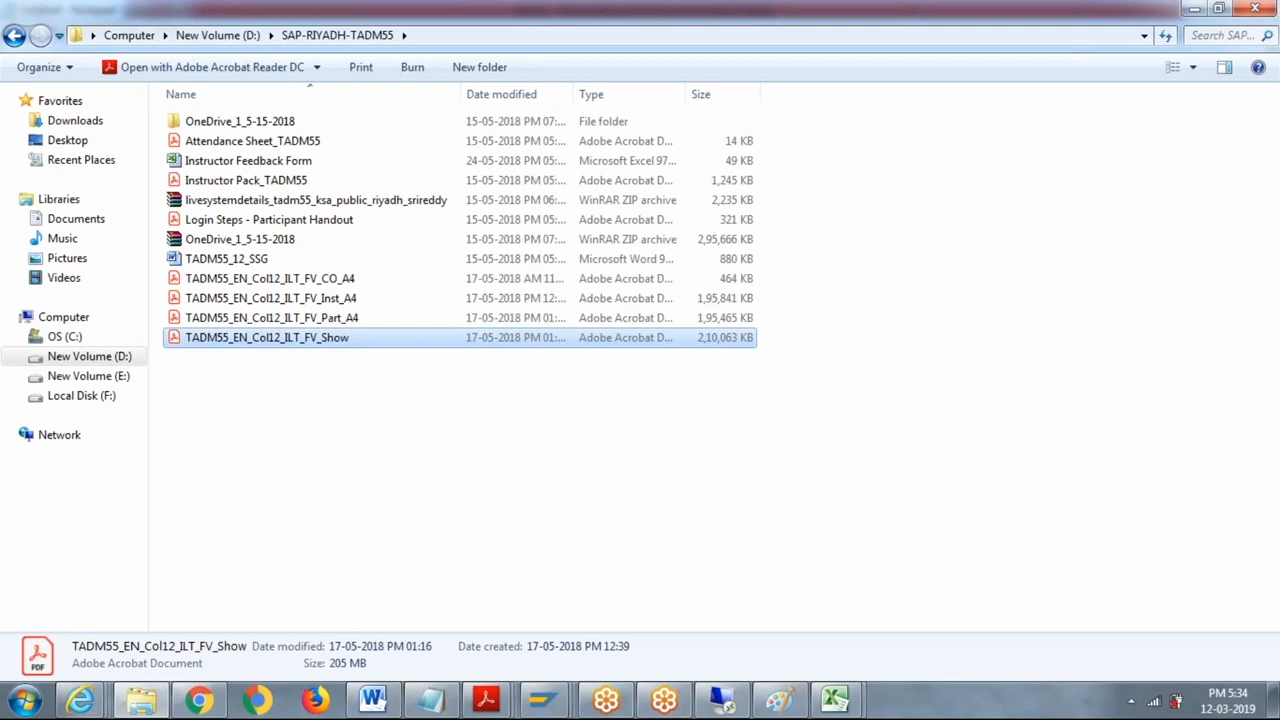 Computer New Volume (D:) SAP-RIYADH-TADM55 Search SAP...
Organize Open with Adobe Acrobat Reader DC Print Burn New folder
Favorites
Downloads
Desktop
Recent Places
Libraries
Documents
Music
Pictures
Videos
Computer
OS (C:)
New Volume (D:)
New Volume (E:)
Local Disk (F:)
Network
Name Date modified Type Size
OneDrive_1_5-15-2018 15-05-2018 PM 07:... File folder
Attendance Sheet_TADM55 15-05-2018 PM 05:... Adobe Acrobat D... 14 KB
Instructor Feedback Form 24-05-2018 PM 05:... Microsoft Excel 97... 49 KB
Instructor Pack_TADM55 15-05-2018 PM 05:... Adobe Acrobat D... 1,245 KB
livesystemdetails_tadm55_ksa_public_riyadh_srireddy 15-05-2018 PM 06:... WinRAR ZIP archive 2,235 KB
Login Steps - Participant Handout 15-05-2018 PM 05:... Adobe Acrobat D... 321 KB
OneDrive_1_5-15-2018 15-05-2018 PM 07:... WinRAR ZIP archive 2,95,666 KB
TADM55_12_SSG 15-05-2018 PM 05:... Microsoft Word 9... 880 KB
TADM55_EN_Col12_ILT_FV_CO_A4 17-05-2018 AM 11... Adobe Acrobat D... 464 KB
TADM55_EN_Col12_ILT_FV_Inst_A4 17-05-2018 PM 12:... Adobe Acrobat D... 1,95,841 KB
TADM55_EN_Col12_ILT_FV_Part_A4 17-05-2018 PM 01:... Adobe Acrobat D... 1,95,465 KB
TADM55_EN_Col12_ILT_FV_Show 17-05-2018 PM 01:... Adobe Acrobat D... 2,10,063 KB
PDF
TADM55_EN_Col12_ILT_FV_Show Date modified: 17-05-2018 PM 01:16 Date created: 17-05-2018 PM 12:39
Adobe Acrobat Document Size: 205 MB
PM 5:34
12-03-2019